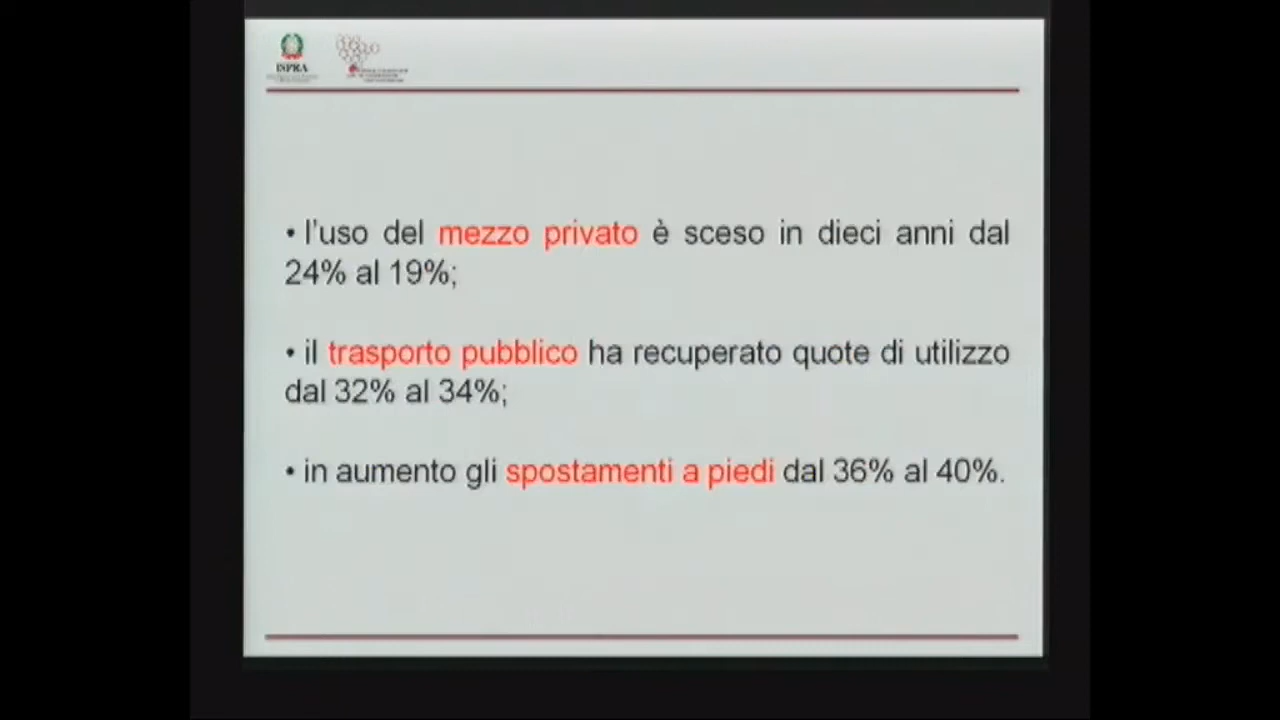 ISPRA
• l'uso del mezzo privato è sceso in dieci anni dal
24% al 19%;
• il trasporto pubblico ha recuperato quote di utilizzo
dal 32% al 34%;
• in aumento gli spostamenti a piedi dal 36% al 40%.